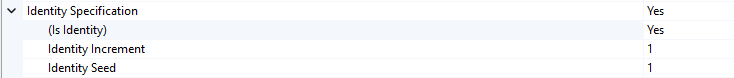 Identity Specification Yes
(Is Identity) Yes
Identity Increment 1
Identity Seed 1